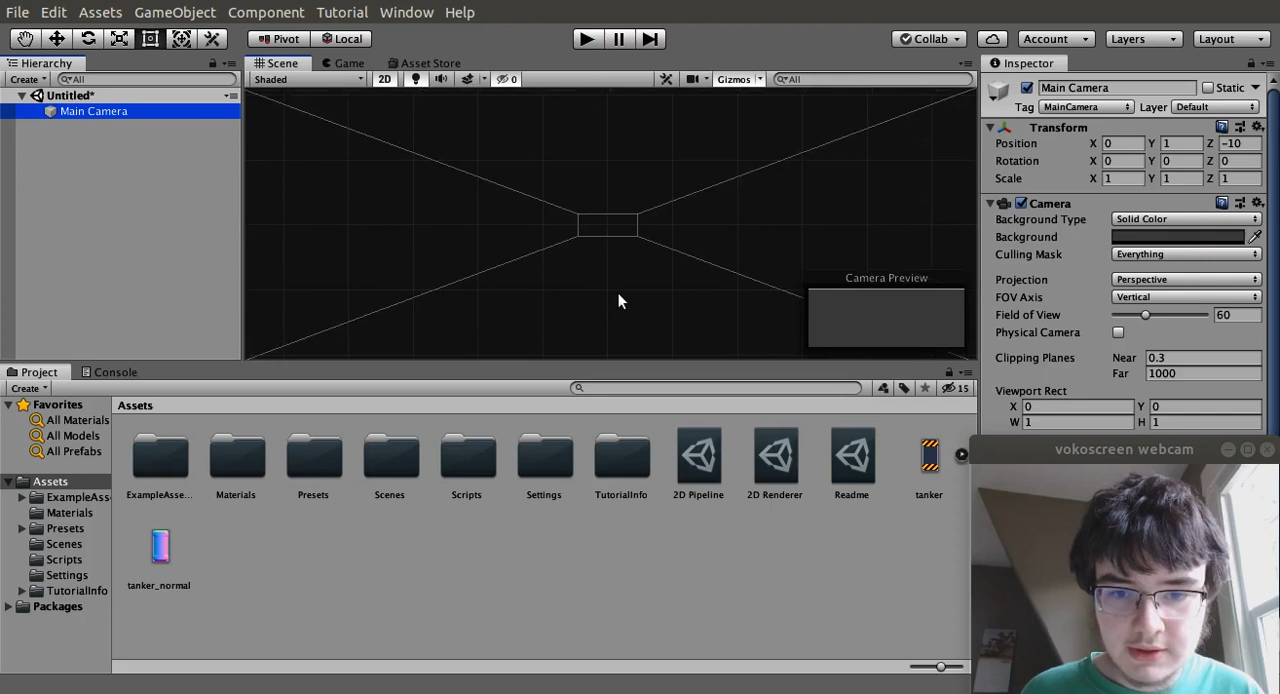 File Edit Assets GameObject Component Tutorial Window Help
Pivot Local Collab Account Layers Layout
Hierarchy Scene Game Asset Store Inspector
Create All Shaded 2D 0 Gizmos All
Main Camera Static
Untitled*
Main Camera
Tag MainCamera Layer Default
Transform
Position X 0 Y 1 Z -10
Rotation X 0 Y 0 Z 0
Scale X 1 Y 1 Z 1
Camera
Background Type Solid Color
Background
Culling Mask Everything
Projection Perspective
FOV Axis Vertical
Field of View 60
Physical Camera
Clipping Planes Near 0.3
Far 1000
Viewport Rect
X 0 Y 0
W 1 H 1
Camera Preview
Project Console
Create 15
Favorites
All Materials
All Models
All Prefabs
Assets
ExampleAss
Materials
Presets
Scenes
Scripts
Settings
TutorialInfo
Packages
Assets
ExampleAsse... Materials Presets Scenes Scripts Settings TutorialInfo 2D Pipeline 2D Renderer Readme tanker
tanker_normal
vokoscreen webcam